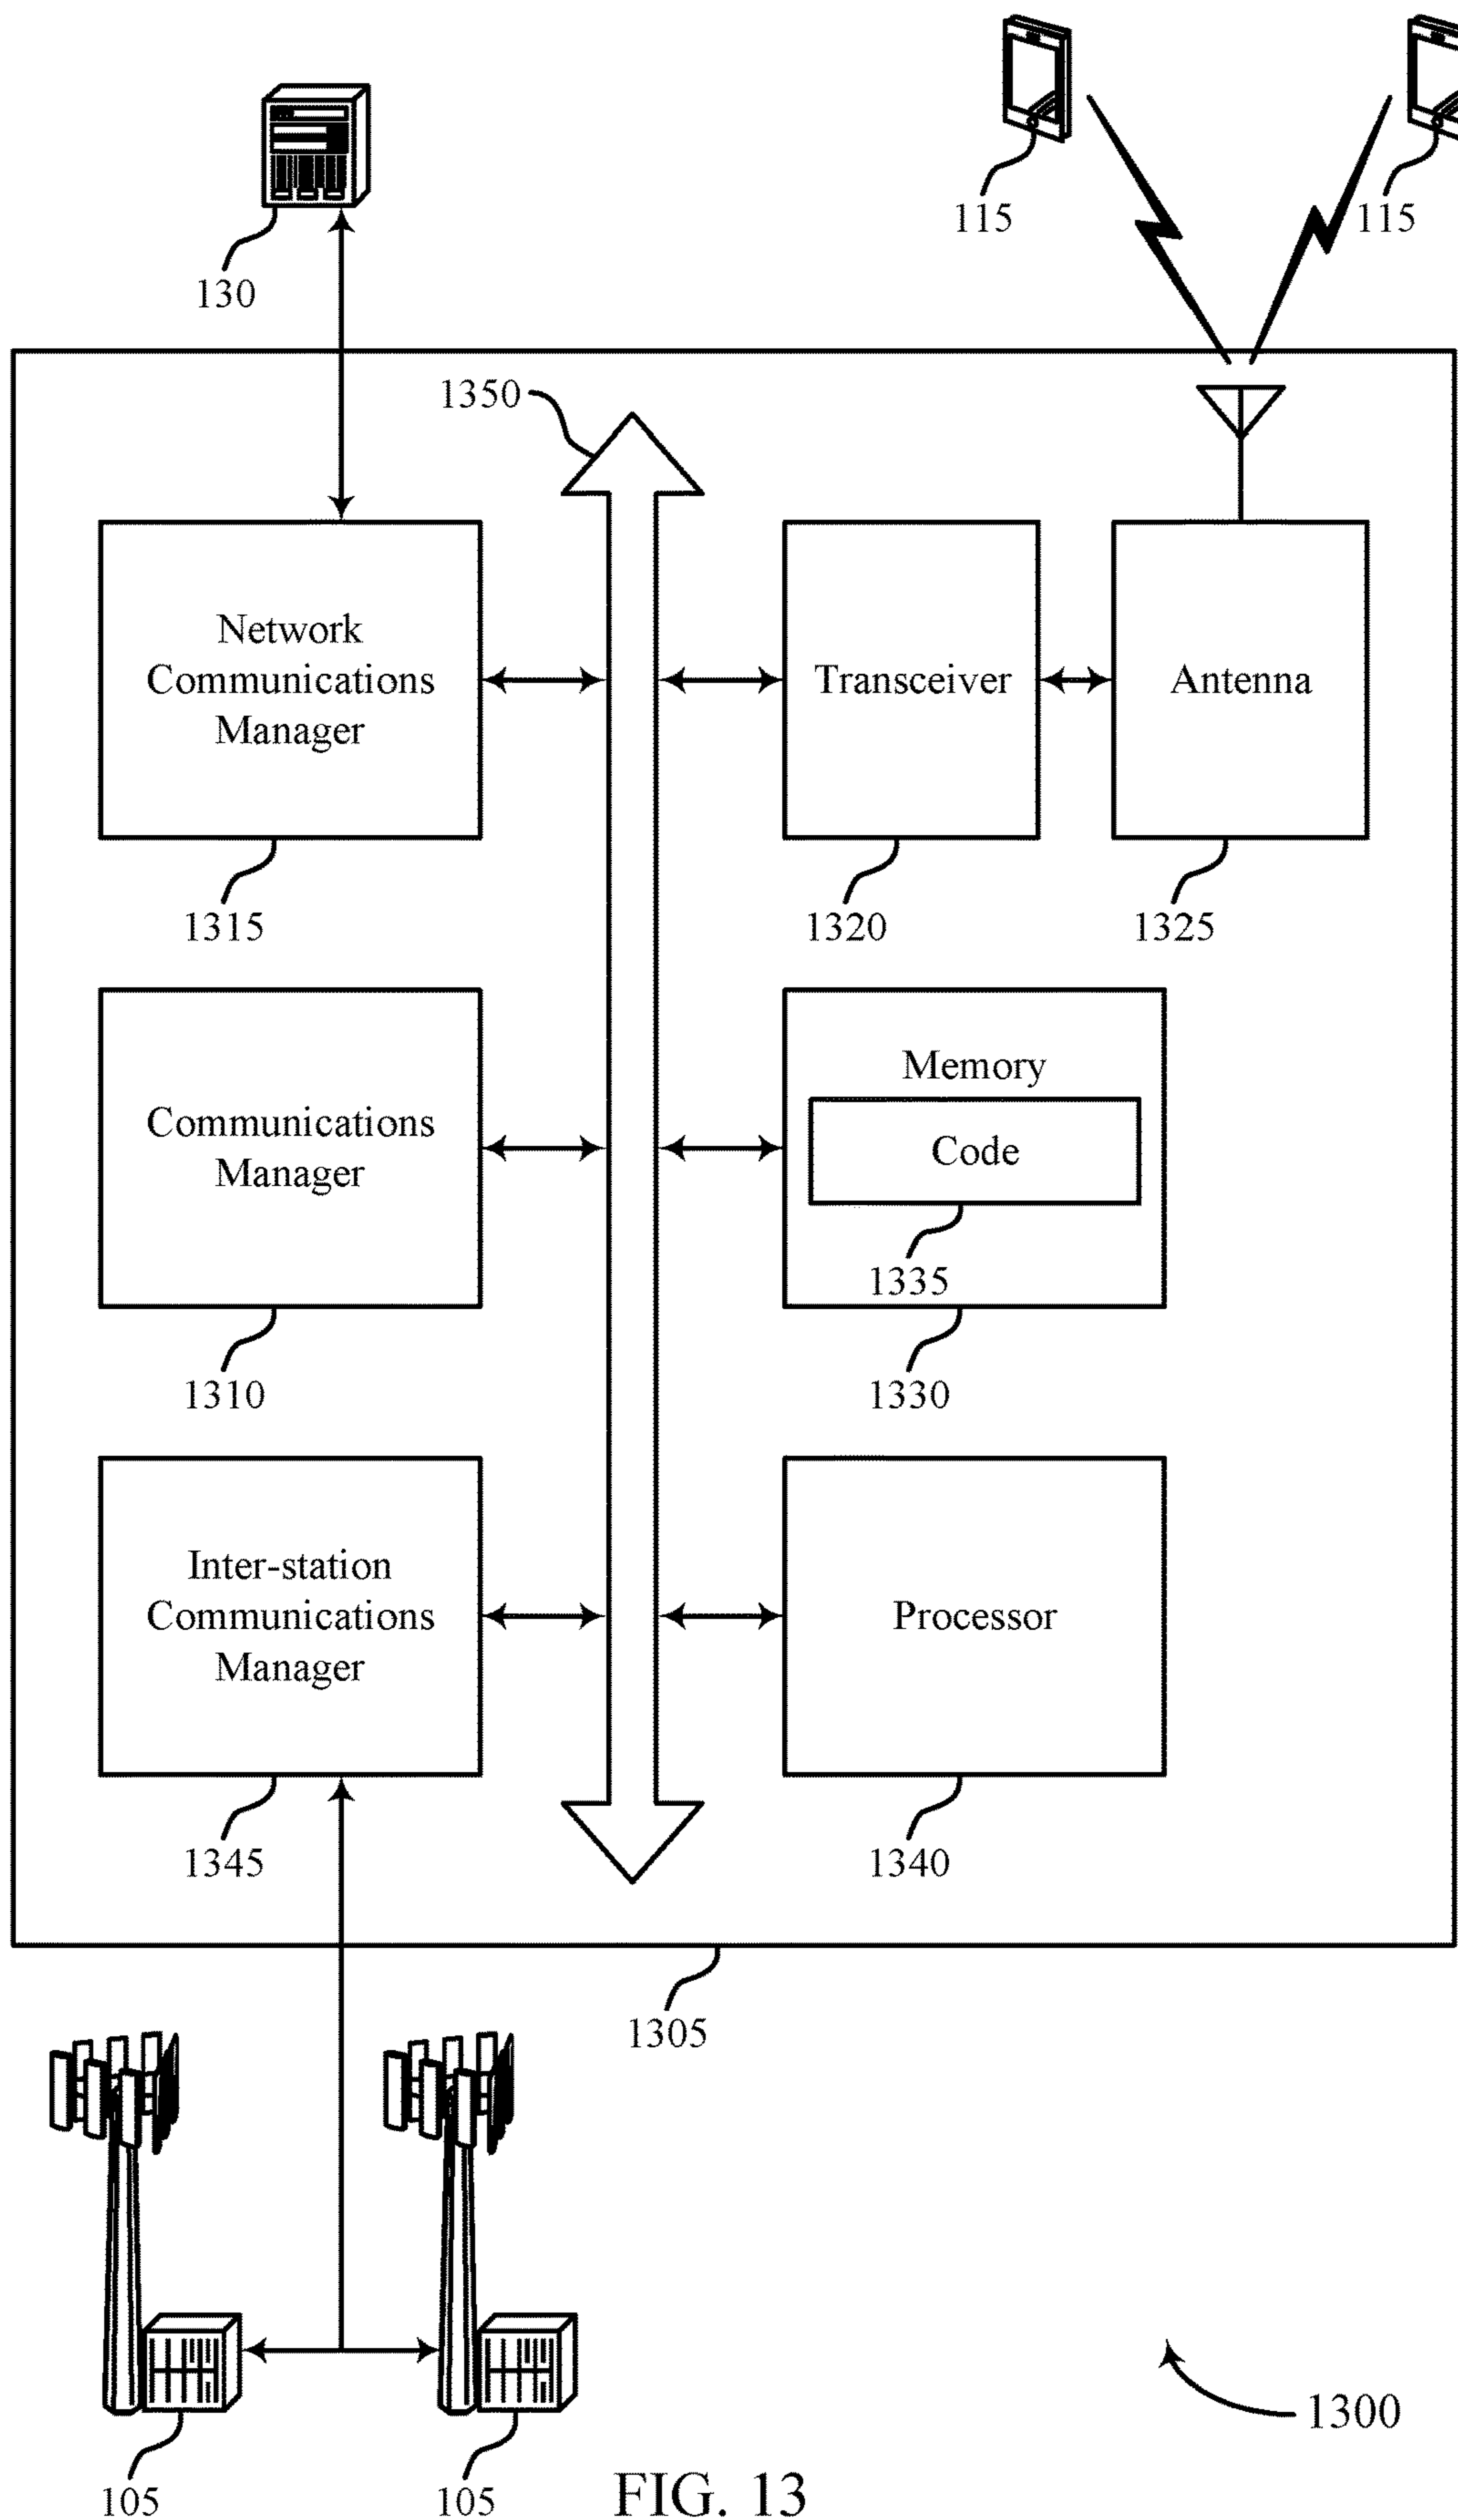 115
115
130
1350
Network
Communications
Manager
Transceiver
Antenna
1315
1320
1325
Communications
Manager
Memory
Code
1335
1310
1330
Inter-station
Communications
Manager
Processor
1345
1340
1305
1300
105
105
FIG. 13